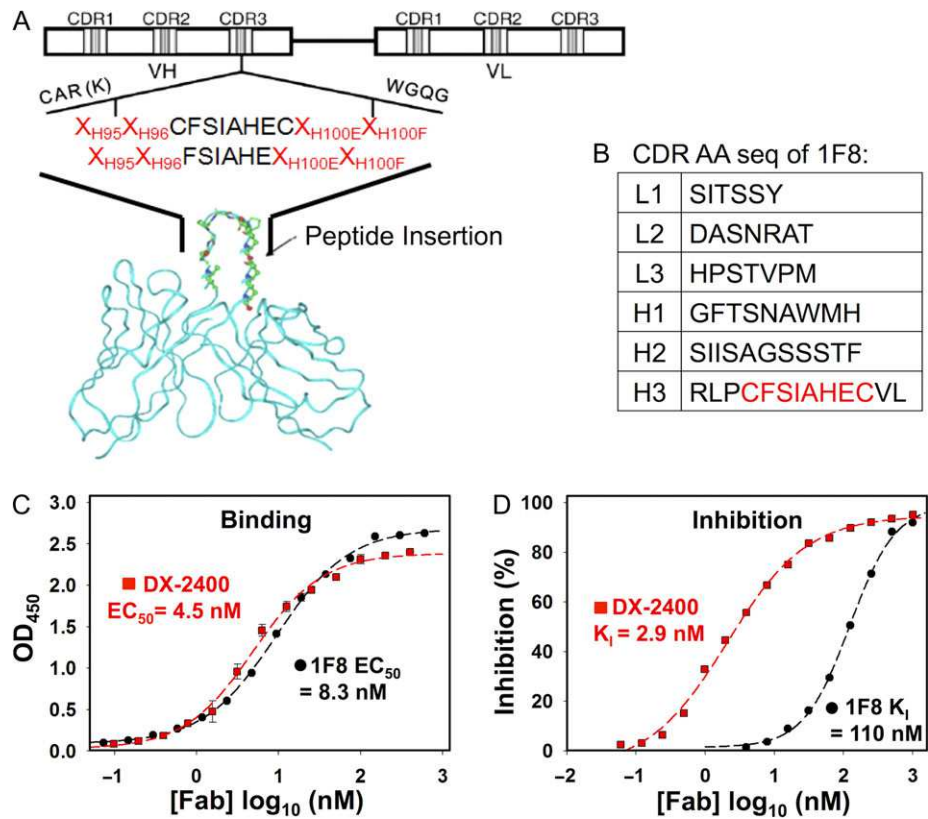 A
CDR1 CDR2 CDR3 CDR1 CDR2 CDR3
VH VL
CAR (K) WGQG
X_H95X_H96CFSIAHECX_H100EX_H100F
X_H95X_H96FSIAHEX_H100EX_H100F
Peptide Insertion
B CDR AA seq of 1F8:
L1 SITSSY
L2 DASNRAT
L3 HPSTVPM
H1 GFTSNAWMH
H2 SIISAGSSSTF
H3 RLPCFSIAHECVL
C
Binding
DX-2400
EC50= 4.5 nM
1F8 EC50
= 8.3 nM
OD450
3.0
2.5
2.0
1.5
1.0
0.5
0.0
−1 0 1 2 3
[Fab] log10 (nM)
D
Inhibition
DX-2400
KI = 2.9 nM
1F8 KI
= 110 nM
Inhibition (%)
100
80
60
40
20
0
−2 −1 0 1 2 3
[Fab] log10 (nM)